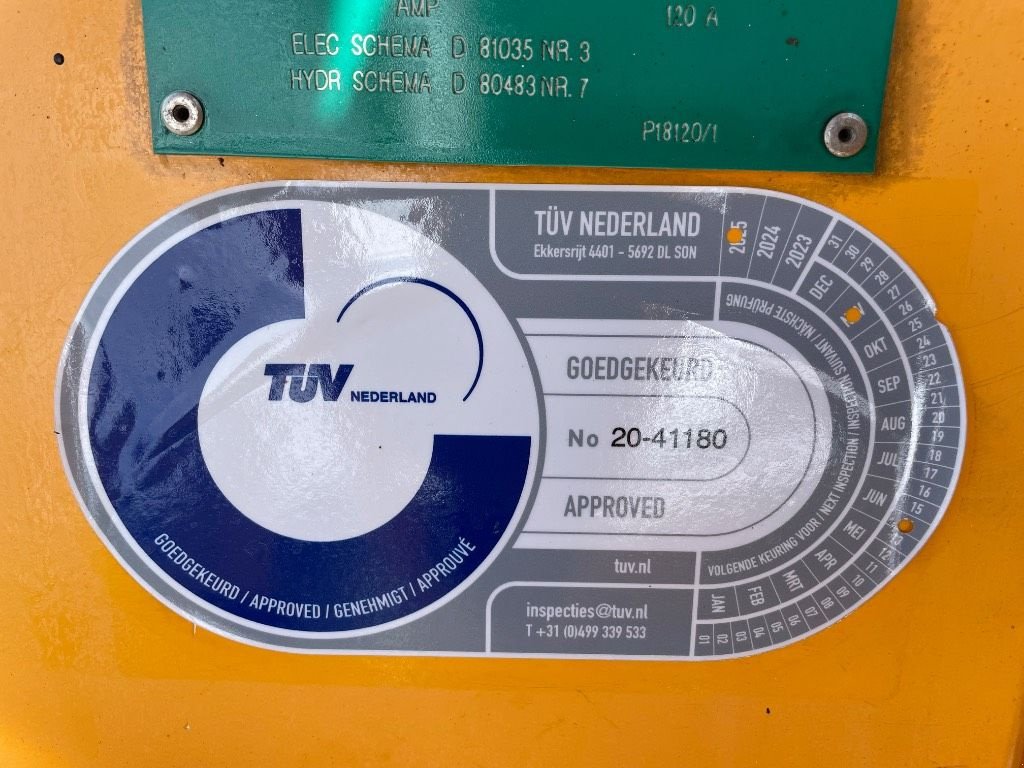 AMP 120 A
ELEC SCHEMA D 81035 NR. 3
HYDR SCHEMA D 80483 NR. 7
P18120/1
TÜV NEDERLAND
Ekkersrijt 4401 - 5692 DL SON
2025
2024
2023
TÜV NEDERLAND
GOEDGEKEURD
No 20-41180
APPROVED
GOEDGEKEURD / APPROVED / GENEHMIGT / APPROUVÉ
tuv.nl
inspecties@tuv.nl
T +31 (0)499 339 533
VOLGENDE KEURING VOOR / NEXT INSPECTION / INSPECTION SUIVANT / NÄCHSTE PRÜFUNG
JAN
FEB
MRT
APR
MEI
JUN
JUL
AUG
SEP
OKT
DEC
01
02
03
04
05
06
07
08
09
10
11
12
15
16
17
18
19
20
21
22
23
24
25
26
27
28
29
30
31